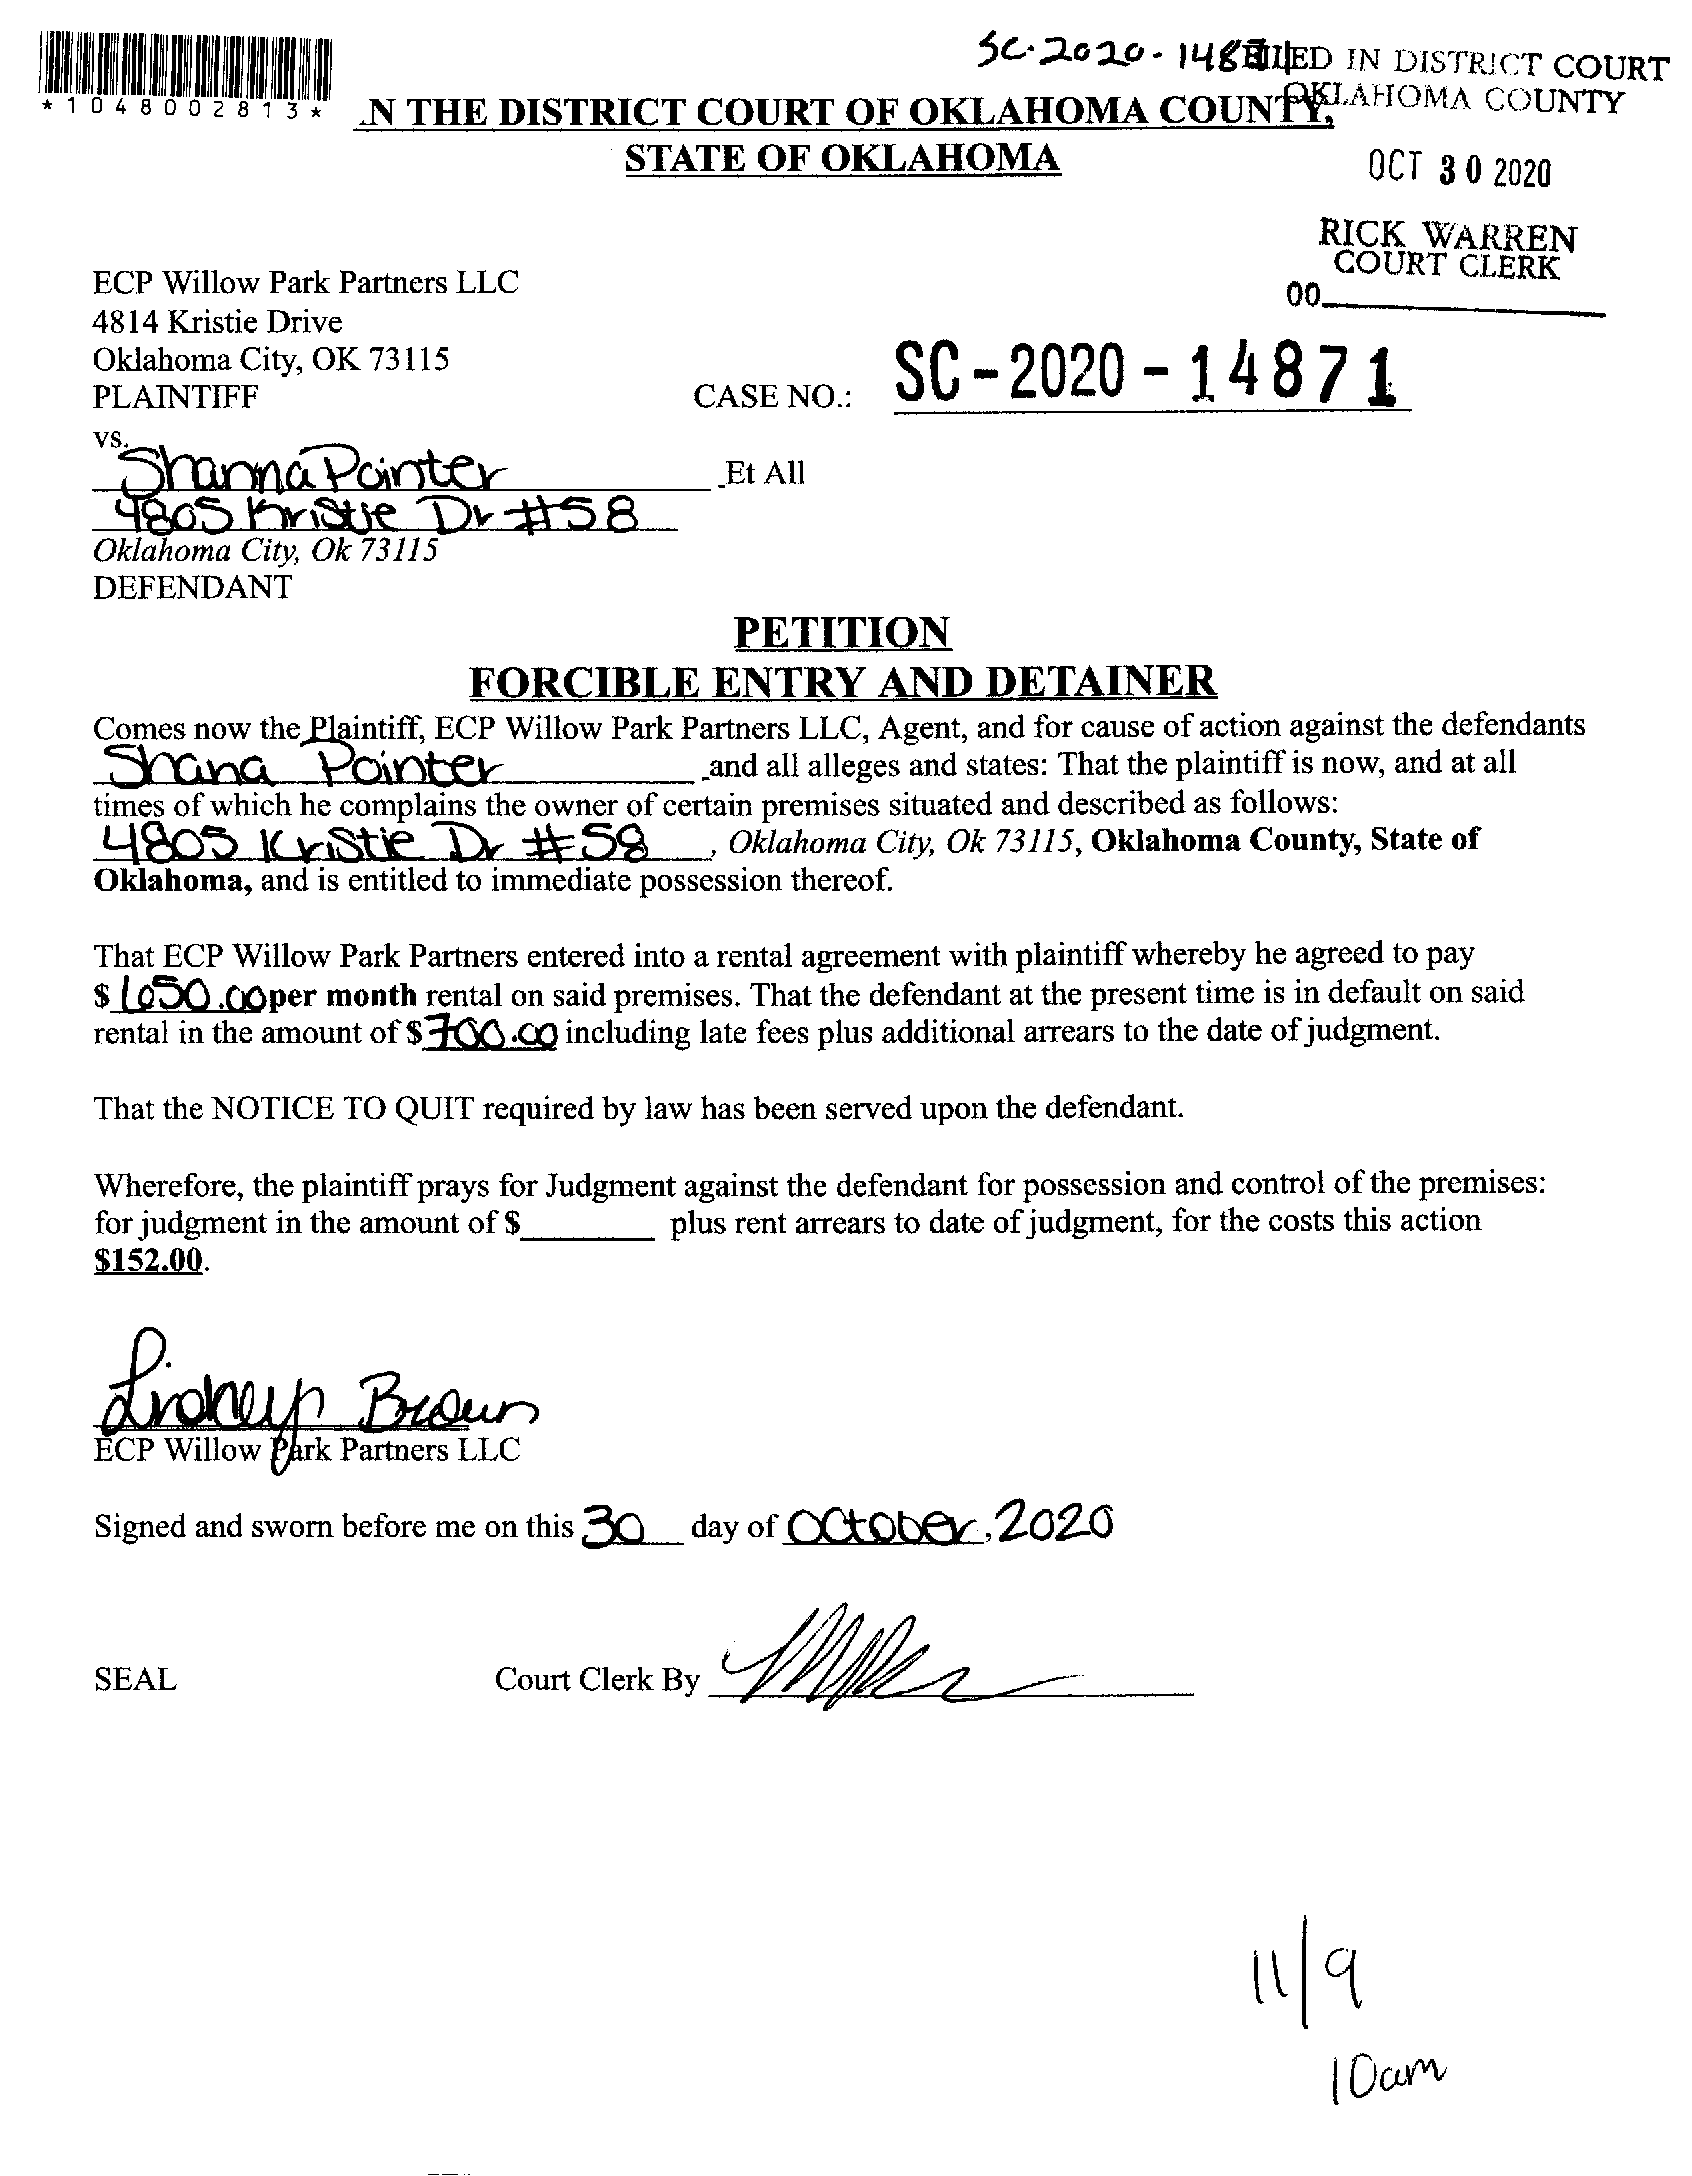 SC-2020-14871
FILED IN DISTRICT COURT
OKLAHOMA COUNTY
*1048002813*
N THE DISTRICT COURT OF OKLAHOMA COUNTY,
STATE OF OKLAHOMA
OCT 30 2020
RICK WARREN
COURT CLERK
00
ECP Willow Park Partners LLC
4814 Kristie Drive
Oklahoma City, OK 73115
PLAINTIFF
CASE NO.: SC-2020-14871
vs.
Shanna Pointer Et All
4805 Kristie Dr #58
Oklahoma City, Ok 73115
DEFENDANT
PETITION
FORCIBLE ENTRY AND DETAINER
Comes now the Plaintiff, ECP Willow Park Partners LLC, Agent, and for cause of action against the defendants
Shana Pointer and all alleges and states: That the plaintiff is now, and at all
times of which he complains the owner of certain premises situated and described as follows:
4805 Kristie Dr #58, Oklahoma City, Ok 73115, Oklahoma County, State of
Oklahoma, and is entitled to immediate possession thereof.
That ECP Willow Park Partners entered into a rental agreement with plaintiff whereby he agreed to pay
$650.00 per month rental on said premises. That the defendant at the present time is in default on said
rental in the amount of $700.00 including late fees plus additional arrears to the date of judgment.
That the NOTICE TO QUIT required by law has been served upon the defendant.
Wherefore, the plaintiff prays for Judgment against the defendant for possession and control of the premises:
for judgment in the amount of $________ plus rent arrears to date of judgment, for the costs this action
$152.00.
Lindsey Brown
ECP Willow Park Partners LLC
Signed and sworn before me on this 30 day of October, 2020
SEAL Court Clerk By
11/9
10am